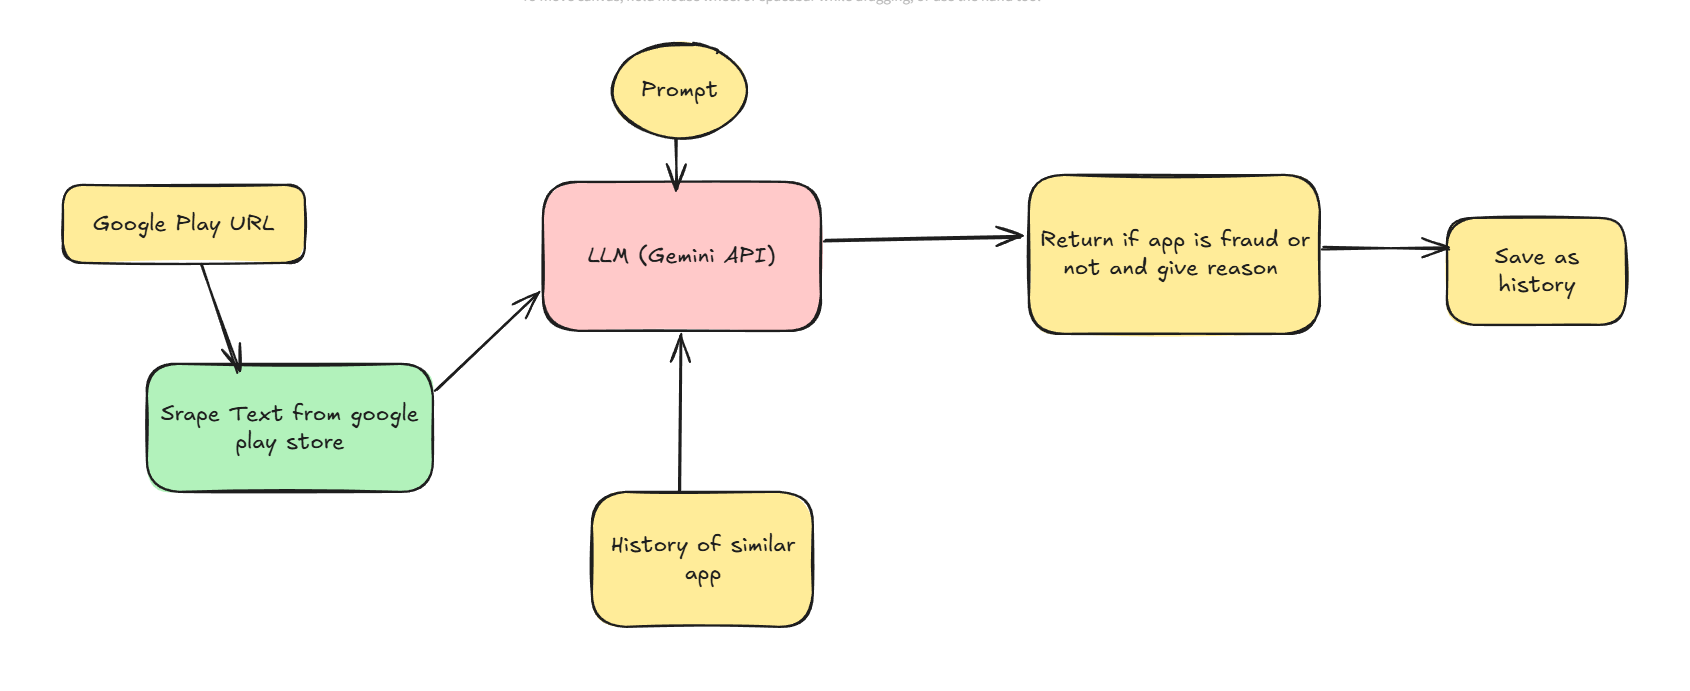 Prompt
Google Play URL
LLM (Gemini API)
Return if app is fraud or
not and give reason
Save as
history
Srape Text from google
play store
History of similar
app